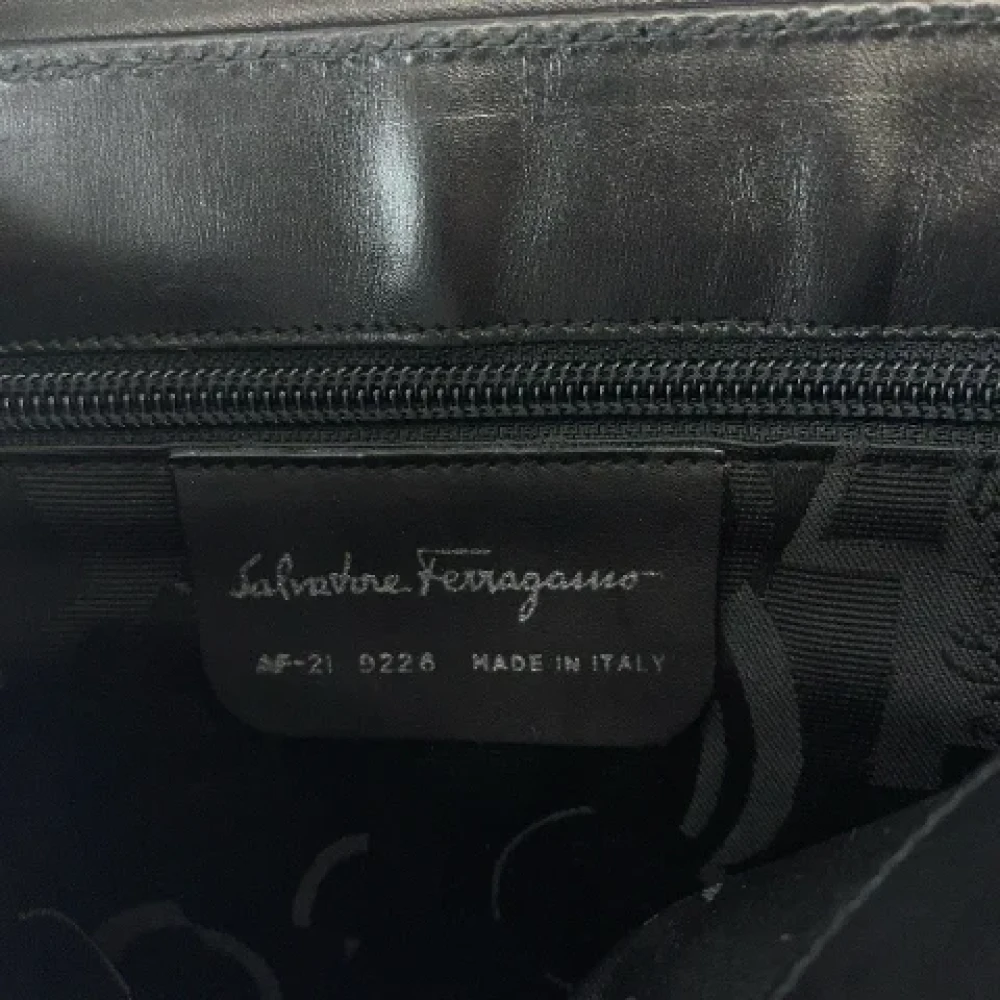 Salvatore Ferragamo
AF-21 9226 MADE IN ITALY